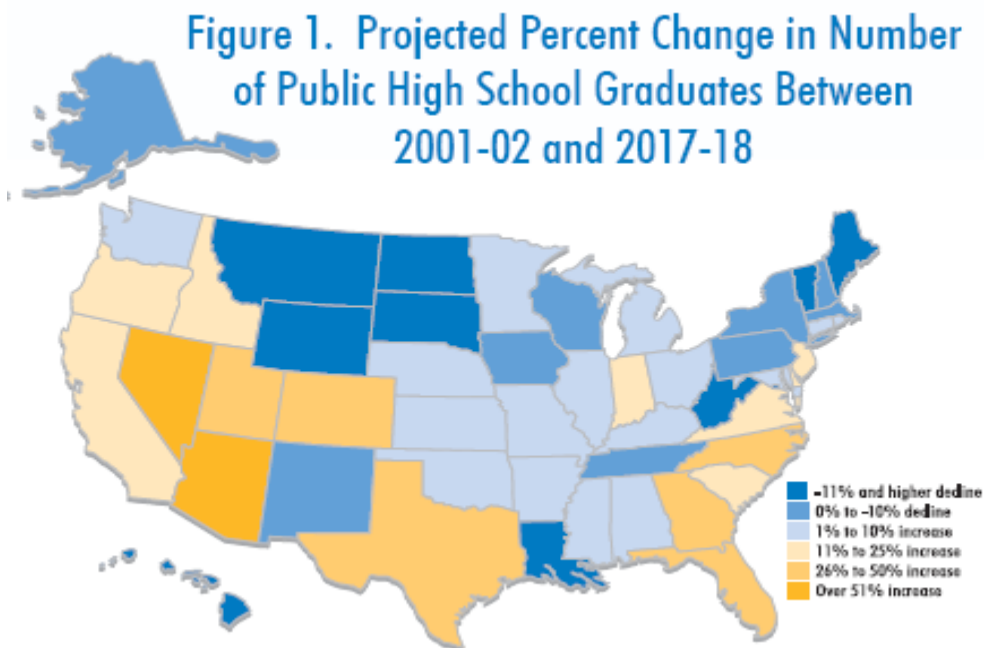 Figure 1. Projected Percent Change in Number
of Public High School Graduates Between
2001-02 and 2017-18
-11% and higher decline
0% to -10% decline
1% to 10% increase
11% to 25% increase
26% to 50% increase
Over 51% increase